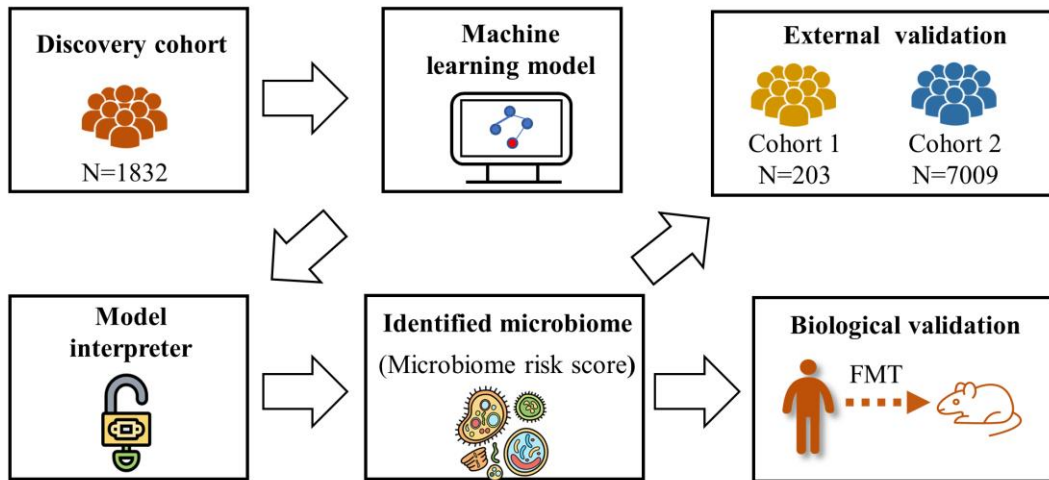 Discovery cohort
N=1832
Machine
learning model
External validation
Cohort 1
N=203
Cohort 2
N=7009
Model
interpreter
Identified microbiome
(Microbiome risk score)
Biological validation
FMT